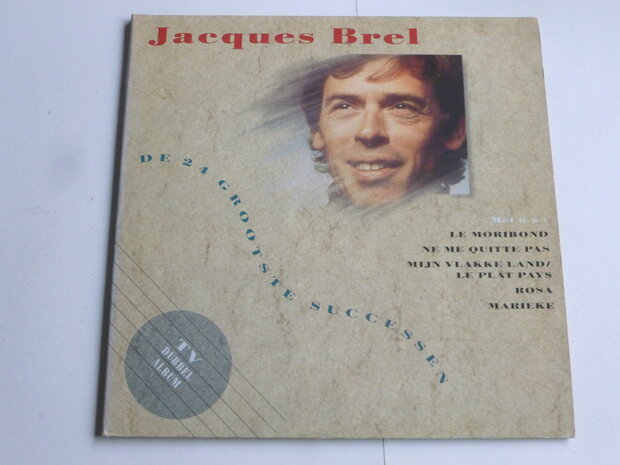 Jacques Brel
DE 24 GROOTSTE SUCCESSEN
Met o.a.:
LE MORIBOND
NE ME QUITTE PAS
MIJN VLAKKE LAND/
LE PLAT PAYS
ROSA
MARIEKE
TV
DUBBEL
ALBUM